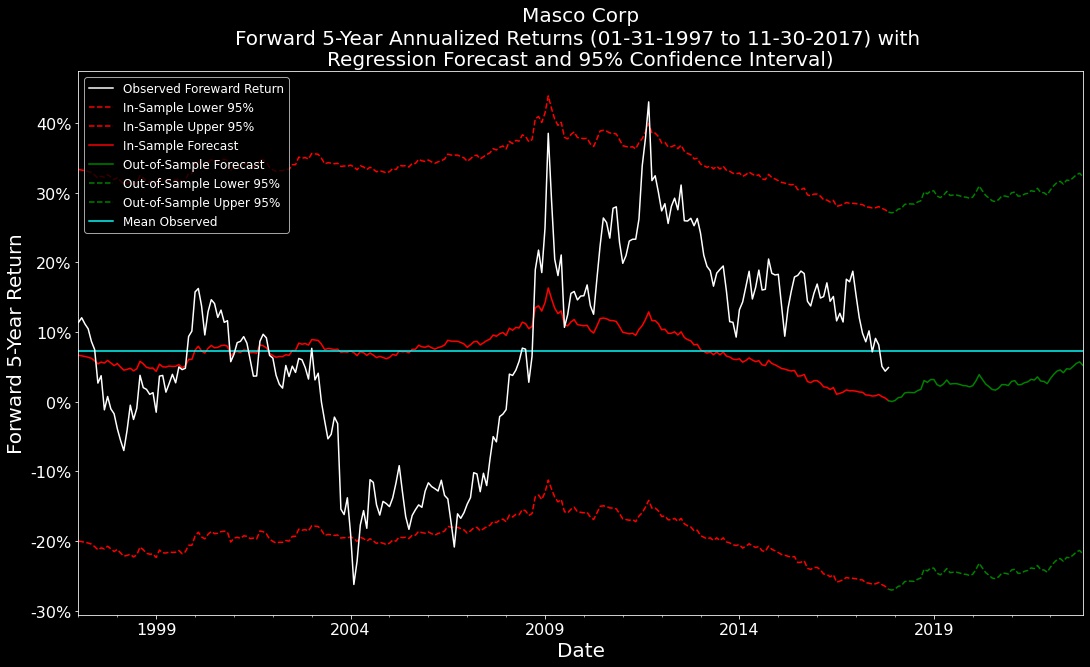 Masco Corp
Forward 5-Year Annualized Returns (01-31-1997 to 11-30-2017) with
Regression Forecast and 95% Confidence Interval)
Observed Foreward Return
In-Sample Lower 95%
In-Sample Upper 95%
In-Sample Forecast
Out-of-Sample Forecast
Out-of-Sample Lower 95%
Out-of-Sample Upper 95%
Mean Observed
Forward 5-Year Return
40%
30%
20%
10%
0%
-10%
-20%
-30%
1999
2004
2009
2014
2019
Date